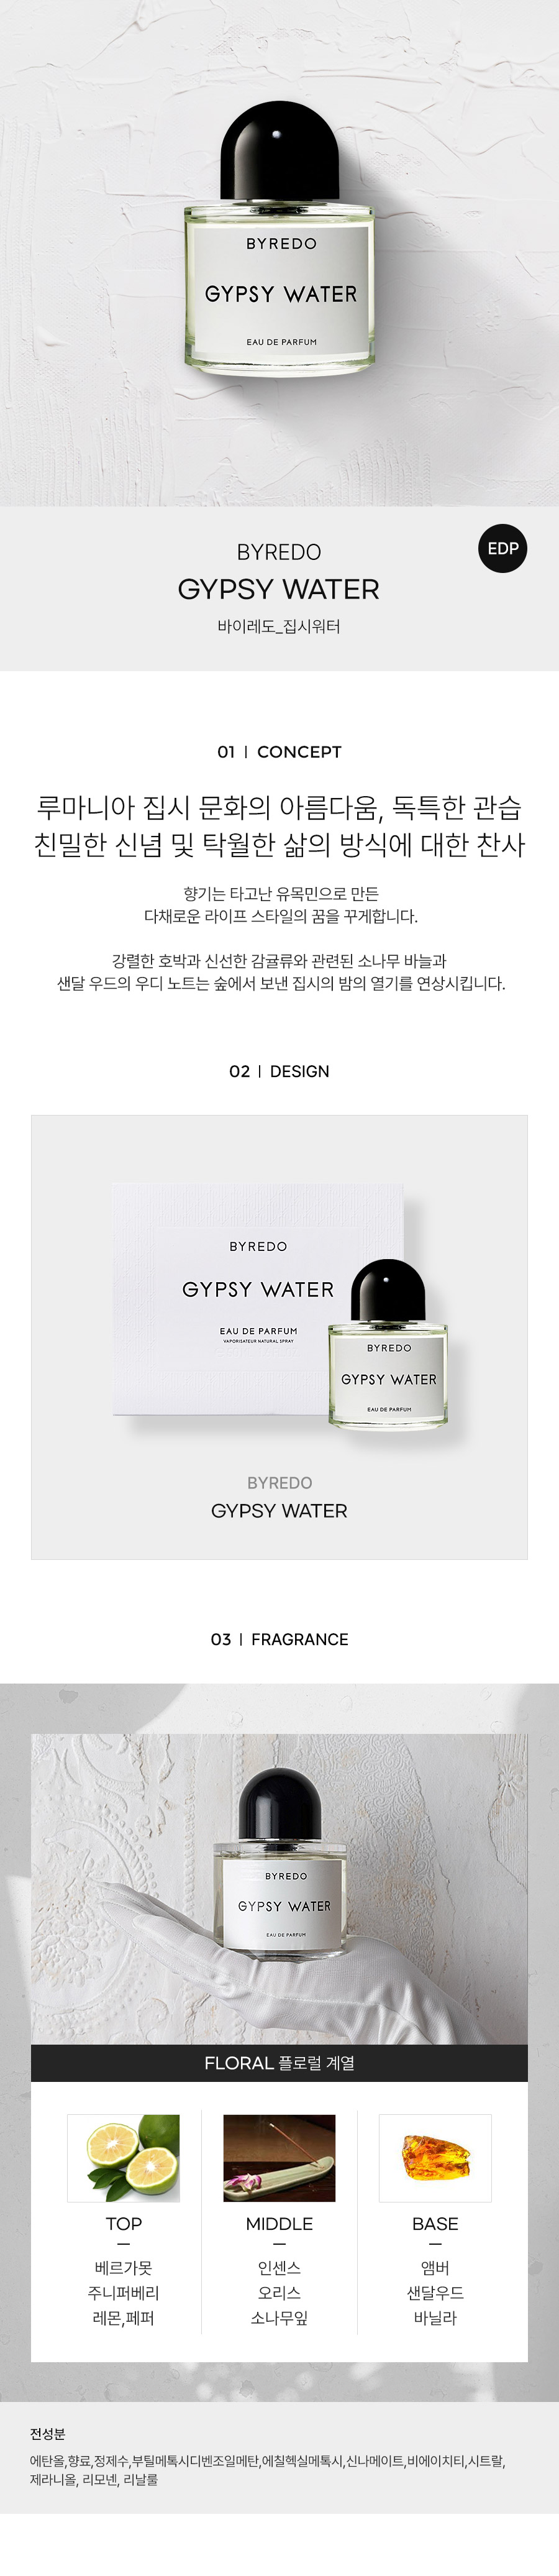 BYREDO
GYPSY WATER
EAU DE PARFUM
EDP
BYREDO
GYPSY WATER
바이레도_집시워터
01 | CONCEPT
루마니아 집시 문화의 아름다움, 독특한 관습
친밀한 신념 및 탁월한 삶의 방식에 대한 찬사
향기는 타고난 유목민으로 만든
다채로운 라이프 스타일의 꿈을 꾸게합니다.
강렬한 호박과 신선한 감귤류와 관련된 소나무 바늘과
샌달 우드의 우디 노트는 숲에서 보낸 집시의 밤의 열기를 연상시킵니다.
02 | DESIGN
BYREDO
GYPSY WATER
EAU DE PARFUM
VAPORISATEUR NATURAL SPRAY
BYREDO
GYPSY WATER
EAU DE PARFUM
BYREDO
GYPSY WATER
03 | FRAGRANCE
BYREDO
GYPSY WATER
EAU DE PARFUM
FLORAL 플로럴 계열
TOP
베르가못
주니퍼베리
레몬,페퍼
MIDDLE
인센스
오리스
소나무잎
BASE
앰버
샌달우드
바닐라
전성분
에탄올,향료,정제수,부틸메톡시디벤조일메탄,에칠헥실메톡시,신나메이트,비에이치티,시트랄,
제라니올, 리모넨, 리날룰